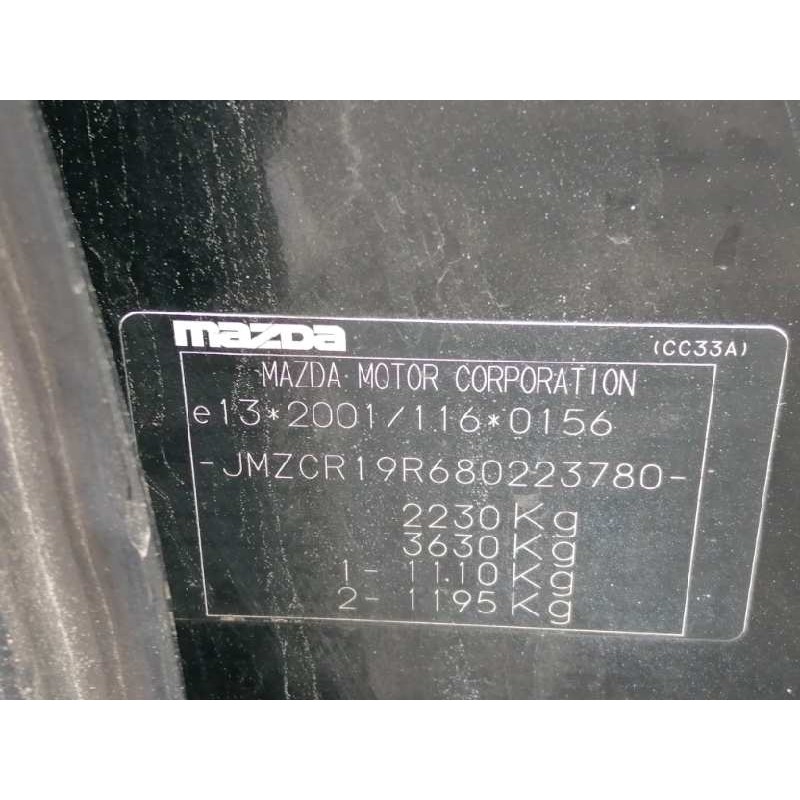 mazda
(CC33A)
MAZDA MOTOR CORPORATION
e13*2001/116*0156
-JMZCR19R680223780-
2230 Kg
3630 Kg
1- 1110 Kg
2- 1195 Kg